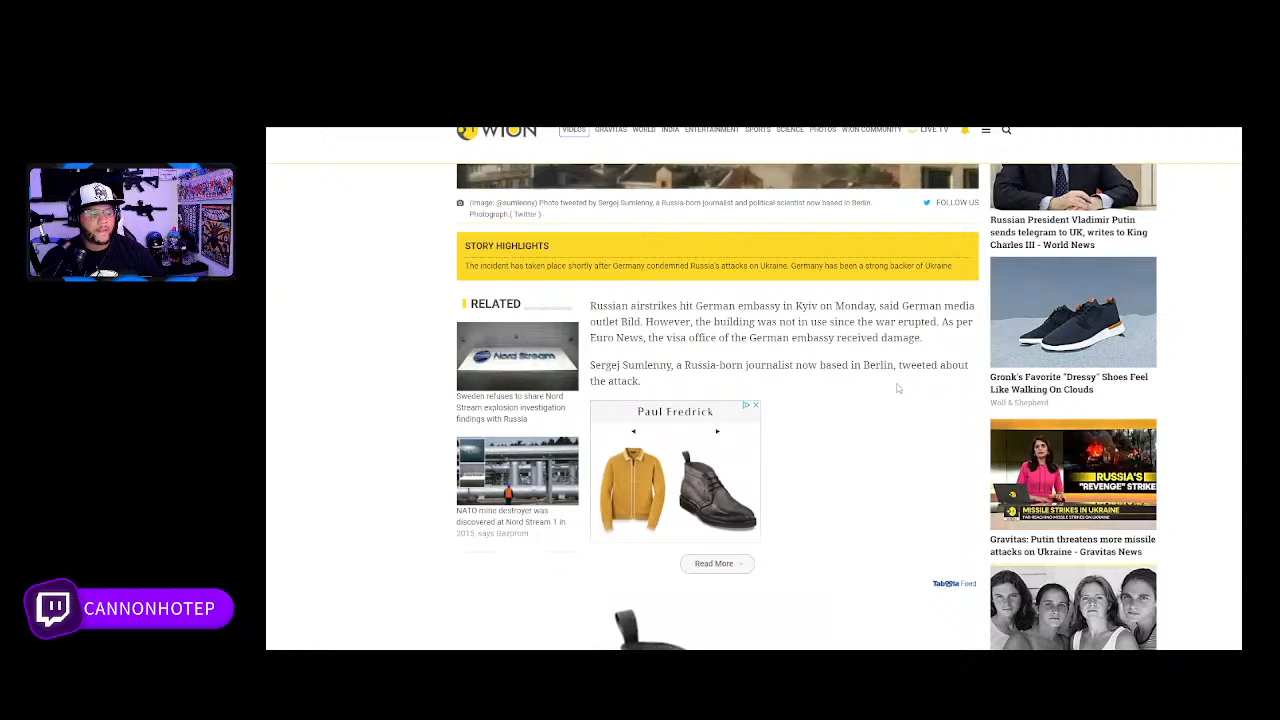 WION
VIDEOS GRAVITAS WORLD INDIA ENTERTAINMENT SPORTS SCIENCE PHOTOS WION COMMUNITY LIVE TV
(Image: @sumlenny) Photo tweeted by Sergej Sumlenny, a Russia-born journalist and political scientist now based in Berlin.
Photograph:( Twitter )
FOLLOW US
STORY HIGHLIGHTS
The incident has taken place shortly after Germany condemned Russia's attacks on Ukraine. Germany has been a strong backer of Ukraine
RELATED
Nord Stream
Sweden refuses to share Nord
Stream explosion investigation
findings with Russia
NATO mine destroyer was
discovered at Nord Stream 1 in
2015, says Gazprom
Russian airstrikes hit German embassy in Kyiv on Monday, said German media
outlet Bild. However, the building was not in use since the war erupted. As per
Euro News, the visa office of the German embassy received damage.
Sergej Sumlenny, a Russia-born journalist now based in Berlin, tweeted about
the attack.
PAUL FREDRICK
Read More
Taboola Feed
Russian President Vladimir Putin
sends telegram to UK, writes to King
Charles III - World News
Gronk's Favorite "Dressy" Shoes Feel
Like Walking On Clouds
Wolf & Shepherd
RUSSIA'S
"REVENGE" STRIKE
MISSILE STRIKES IN UKRAINE
FAR-REACHING MISSILE STRIKES ON UKRAINE
Gravitas: Putin threatens more missile
attacks on Ukraine - Gravitas News
CANNONHOTEP